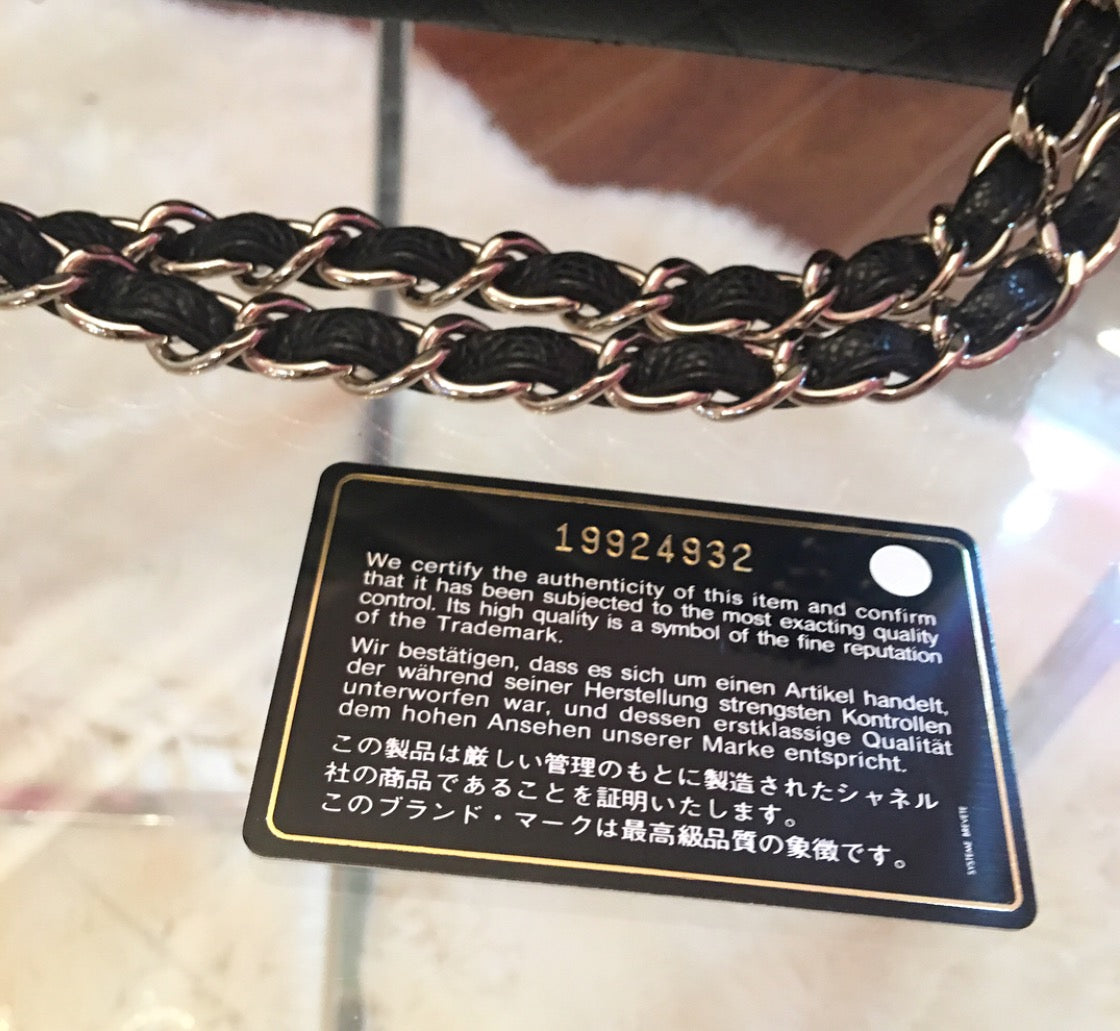 19924932
We certify the authenticity of this item and confirm
that it has been subjected to the most exacting quality
control. Its high quality is a symbol of the fine reputation
of the Trademark.
Wir bestätigen, dass es sich um einen Artikel handelt,
der während seiner Herstellung strengsten Kontrollen
unterworfen war, und dessen erstklassige Qualität
dem hohen Ansehen unserer Marke entspricht.
この製品は厳しい管理のもとに製造されたシャネル
社の商品であることを証明いたします。
このブランド・マークは最高級品質の象徴です。
SYSTEME BREVETE